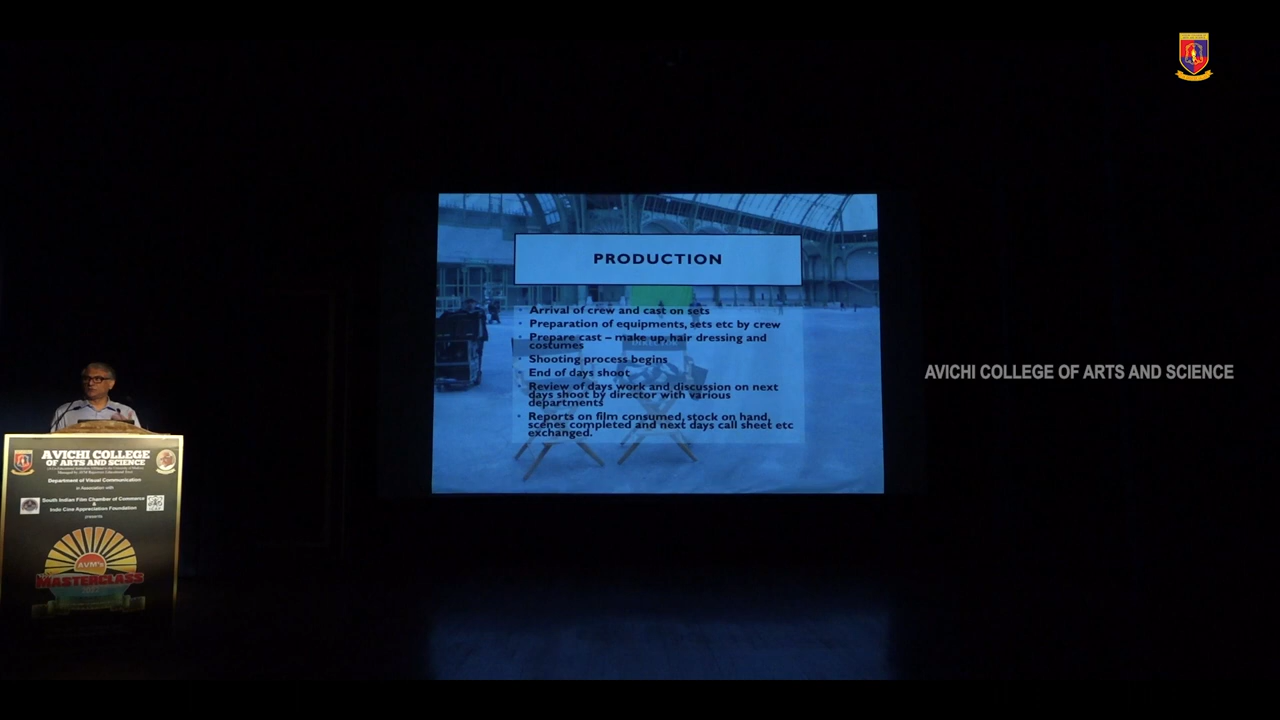 PRODUCTION
Arrival of crew and cast on sets
Preparation of equipments, sets etc by crew
Prepare cast – make up, hair dressing and
costumes
Shooting process begins
End of days shoot
Review of days work and discussion on next
days shoot by director with various
departments
Reports on film consumed, stock on hand,
scenes completed and next days call sheet etc
exchanged.
AVICHI COLLEGE OF ARTS AND SCIENCE
AVICHI COLLEGE
OF ARTS AND SCIENCE
Department of Visual Communication
in Association with
South Indian Film Chamber of Commerce
&
Indo Cine Appreciation Foundation
presents
AVM's
MASTERCLASS